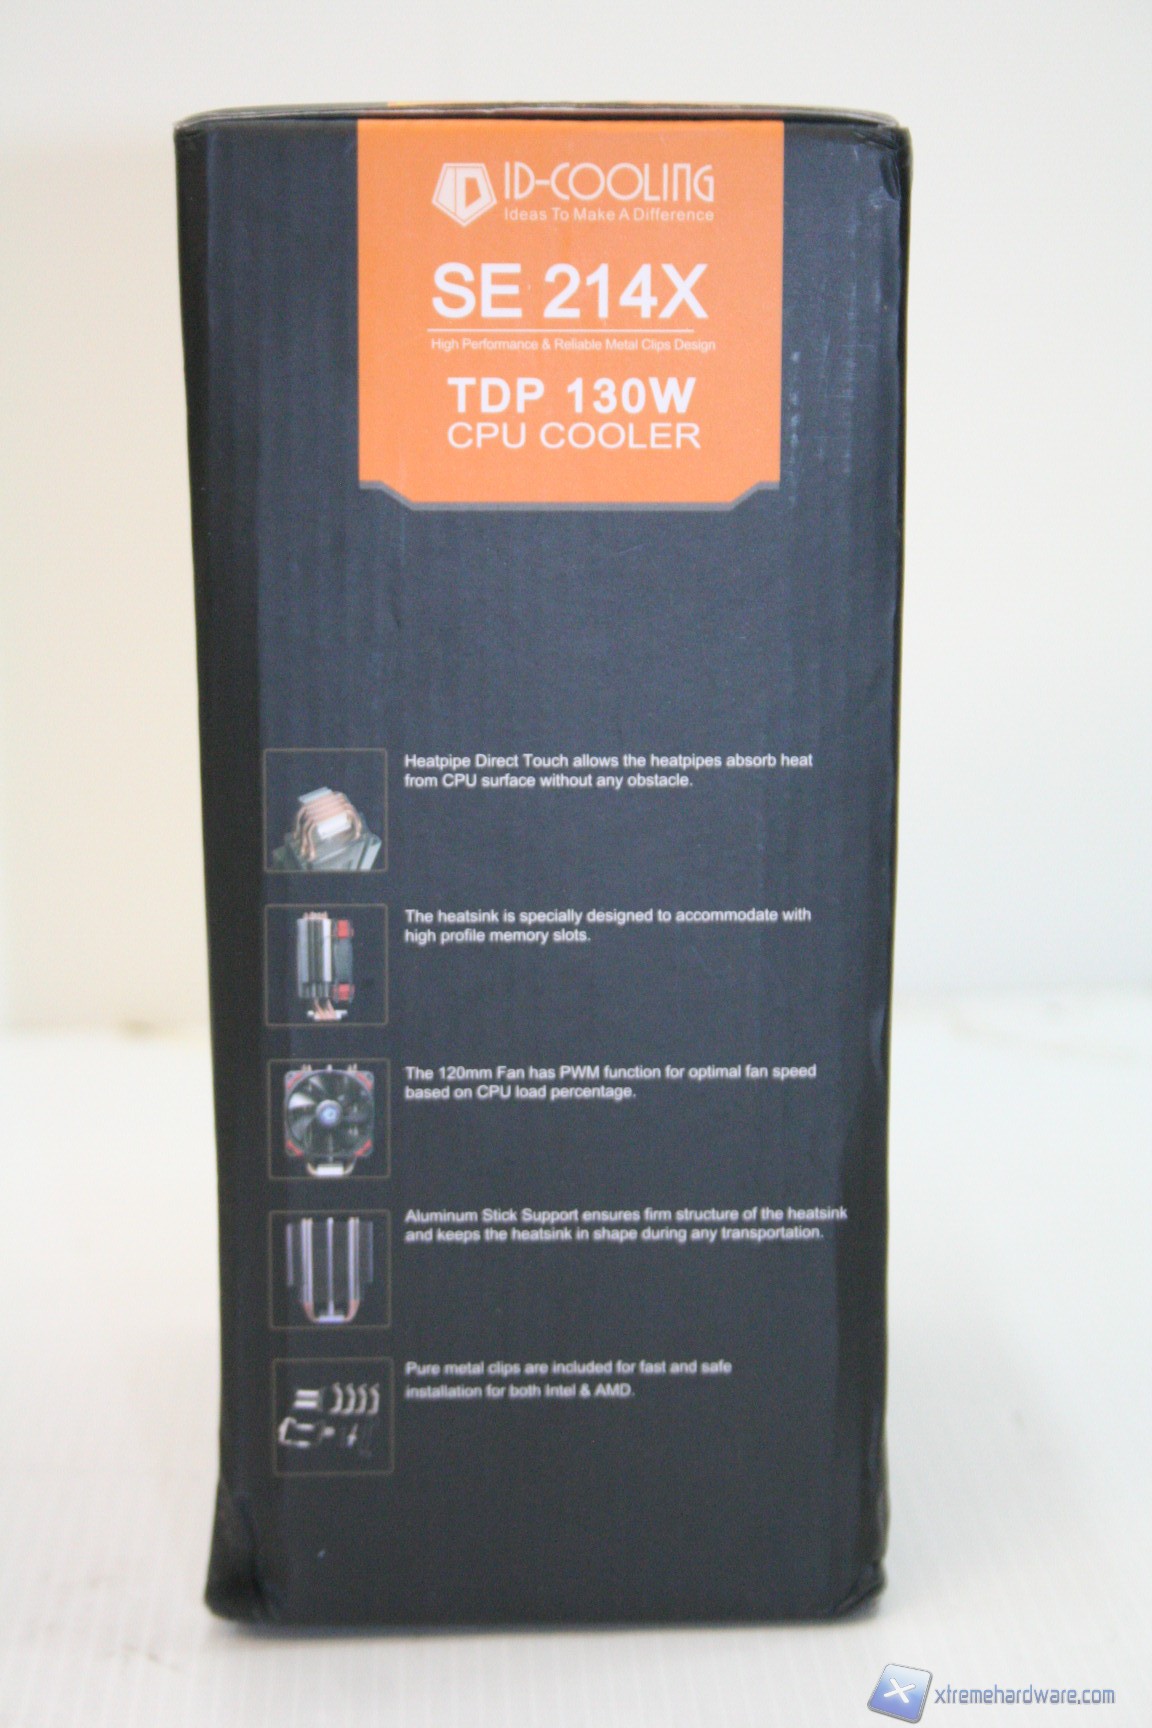 ID-COOLING
Ideas To Make A Difference
SE 214X
High Performance & Reliable Metal Clips Design
TDP 130W
CPU COOLER
Heatpipe Direct Touch allows the heatpipes absorb heat
from CPU surface without any obstacle.
The heatsink is specially designed to accommodate with
high profile memory slots.
The 120mm Fan has PWM function for optimal fan speed
based on CPU load percentage.
Aluminum Stick Support ensures firm structure of the heatsink
and keeps the heatsink in shape during any transportation.
Pure metal clips are included for fast and safe
installation for both Intel & AMD.
xtremehardware.com